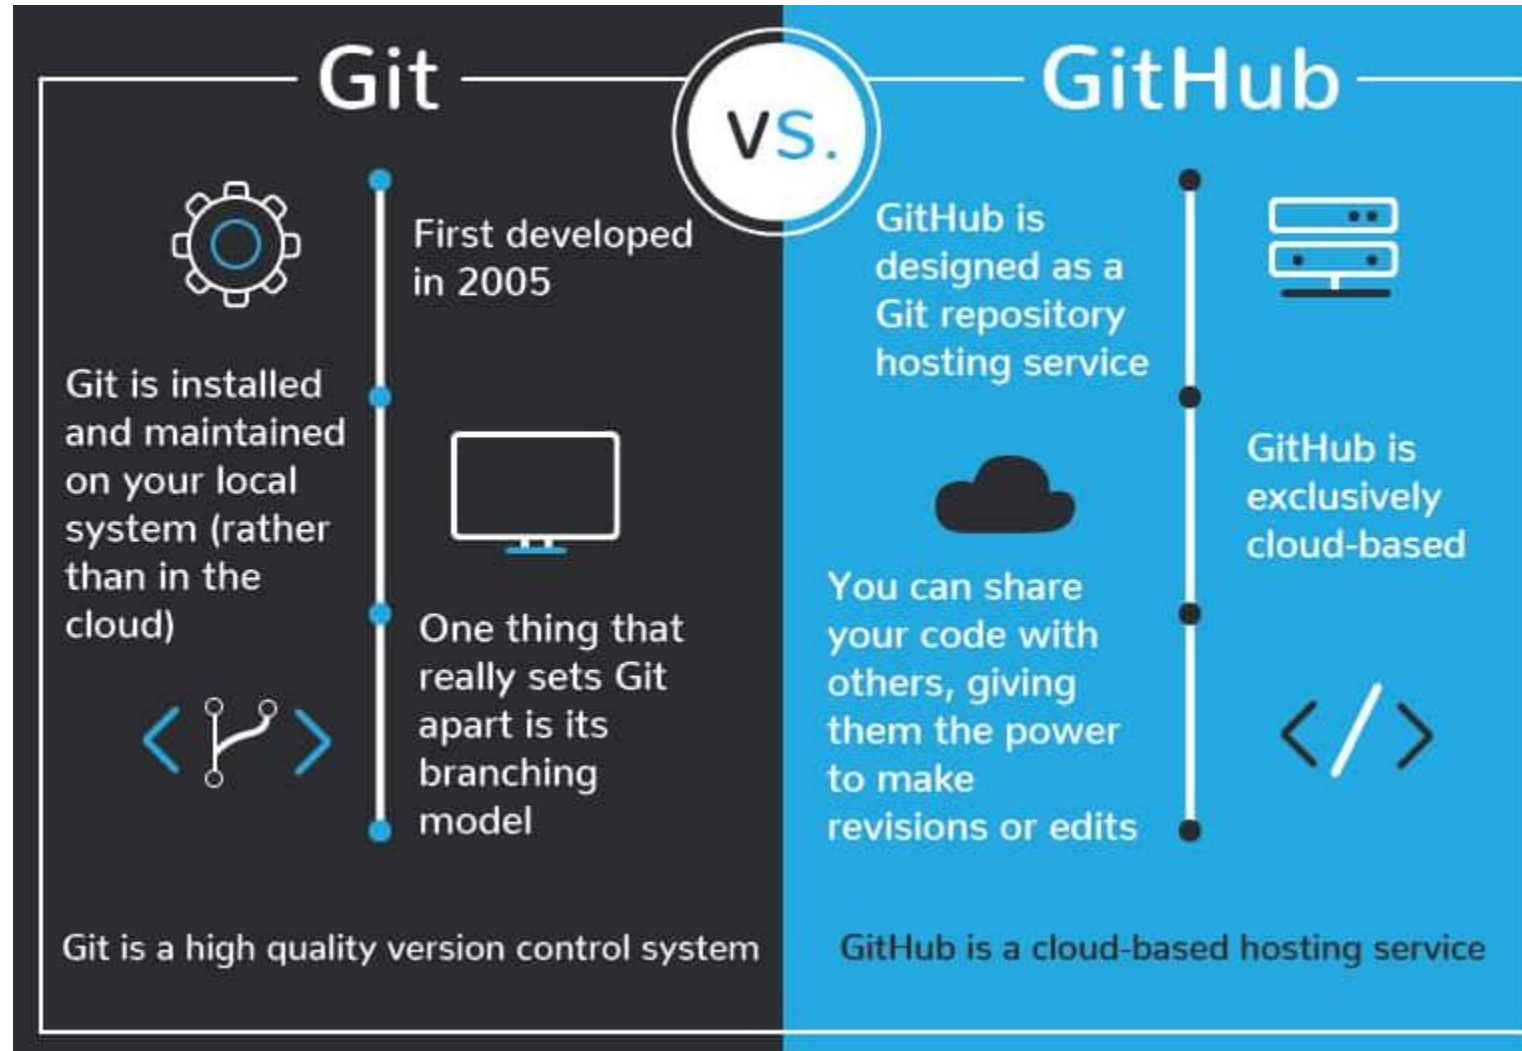 Git
VS.
GitHub
First developed
in 2005
Git is installed
and maintained
on your local
system (rather
than in the
cloud)
One thing that
really sets Git
apart is its
branching
model
Git is a high quality version control system
GitHub is
designed as a
Git repository
hosting service
GitHub is
exclusively
cloud-based
You can share
your code with
others, giving
them the power
to make
revisions or edits
GitHub is a cloud-based hosting service